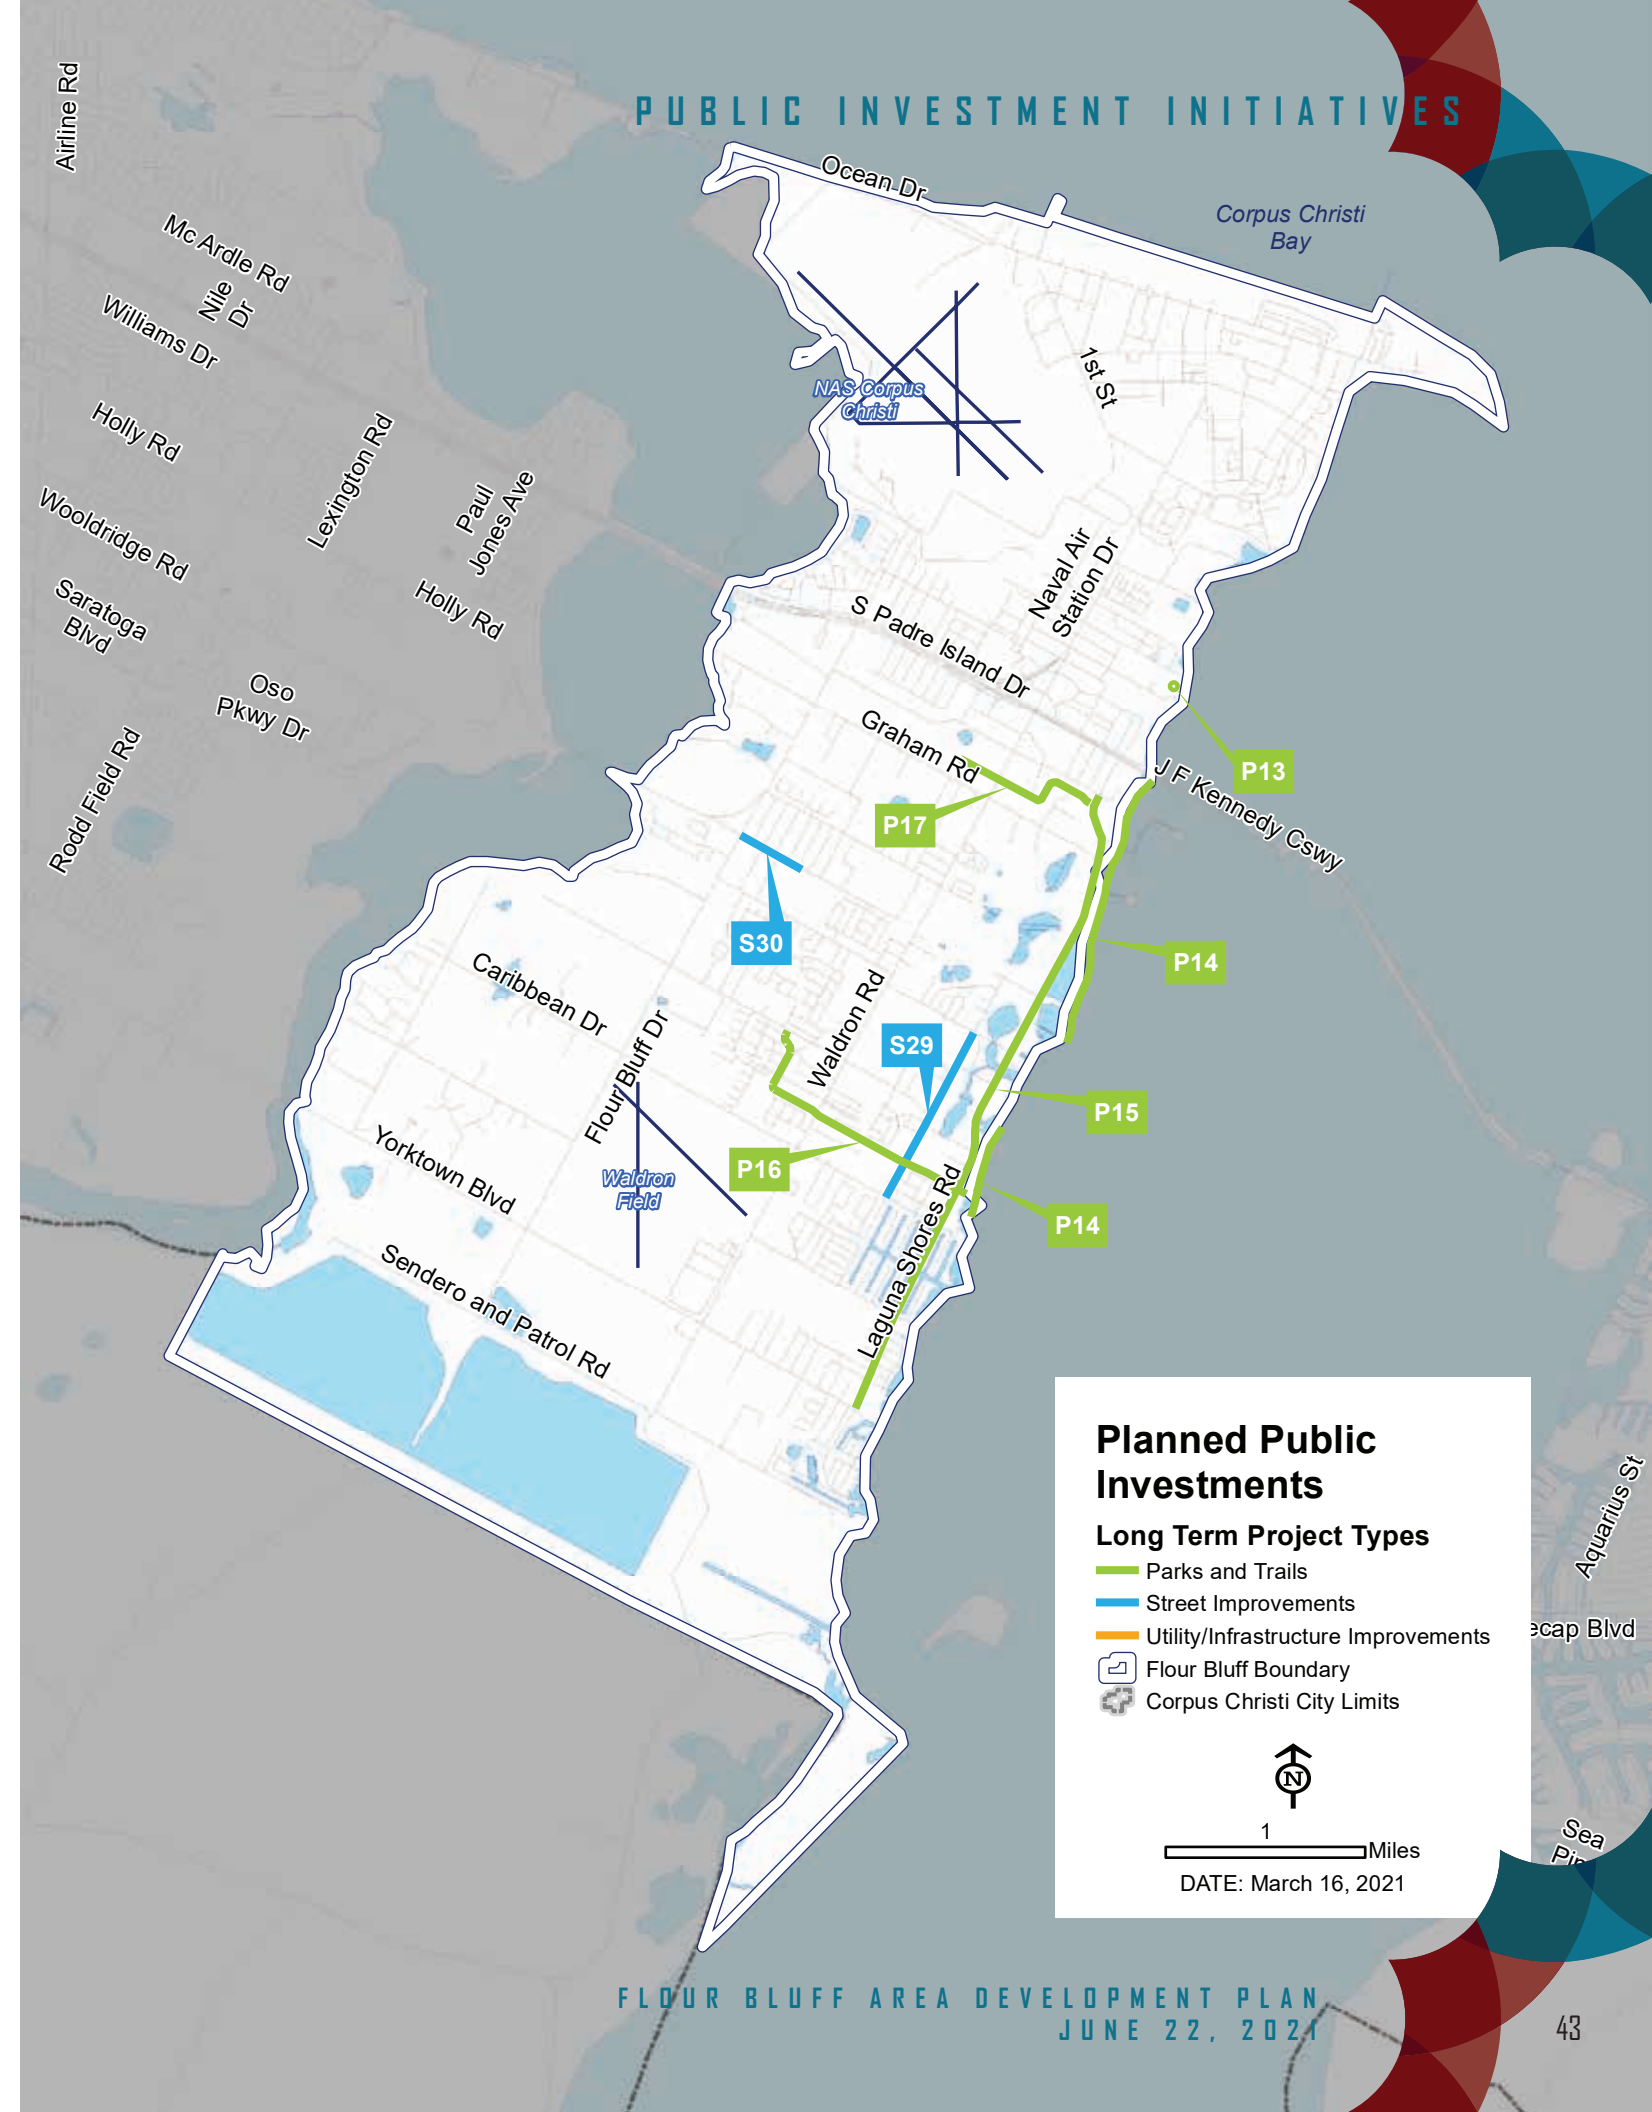 PUBLIC INVESTMENT INITIATIVES
Airline Rd
Ocean Dr
Corpus Christi
Bay
Mc Ardle Rd
Nile
Dr
Williams Dr
1st St
NAS Corpus
Christi
Holly Rd
Lexington Rd
Paul
Jones Ave
Wooldridge Rd
Naval Air
Station Dr
Saratoga
Blvd
Holly Rd
S Padre Island Dr
Oso
Pkwy Dr
Graham Rd
Rodd Field Rd
P13
J F Kennedy Cswy
P17
S30
P14
Caribbean Dr
Waldron Rd
Flour Bluff Dr
S29
P15
Yorktown Blvd
P16
Waldron
Field
P14
Laguna Shores Rd
Sendero and Patrol Rd
Planned Public
Investments
Long Term Project Types
Parks and Trails
Street Improvements
Utility/Infrastructure Improvements
Flour Bluff Boundary
Corpus Christi City Limits
N
1
Miles
DATE: March 16, 2021
Aquarius St
ecap Blvd
Sea
FLOUR BLUFF AREA DEVELOPMENT PLAN
JUNE 22, 2021
43